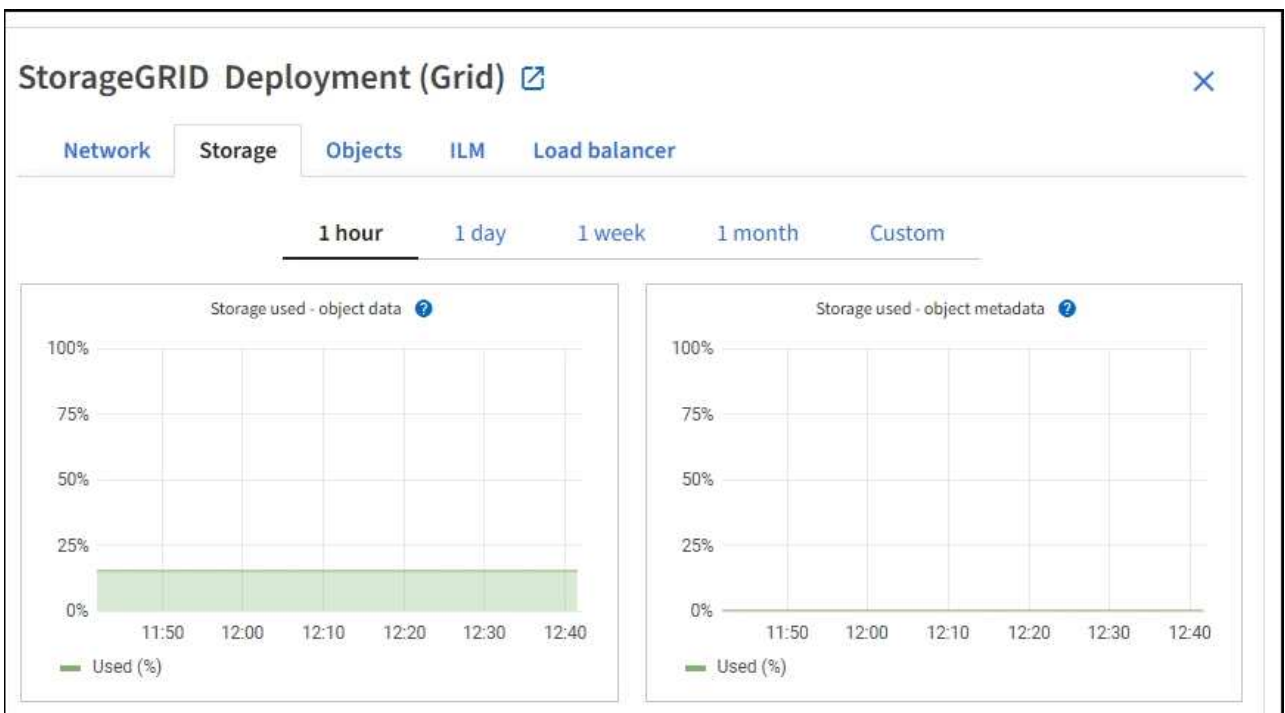 StorageGRID Deployment (Grid)
Network Storage Objects ILM Load balancer
1 hour 1 day 1 week 1 month Custom
Storage used - object data ?
100%
75%
50%
25%
0%
11:50 12:00 12:10 12:20 12:30 12:40
Used (%)
Storage used - object metadata ?
100%
75%
50%
25%
0%
11:50 12:00 12:10 12:20 12:30 12:40
Used (%)